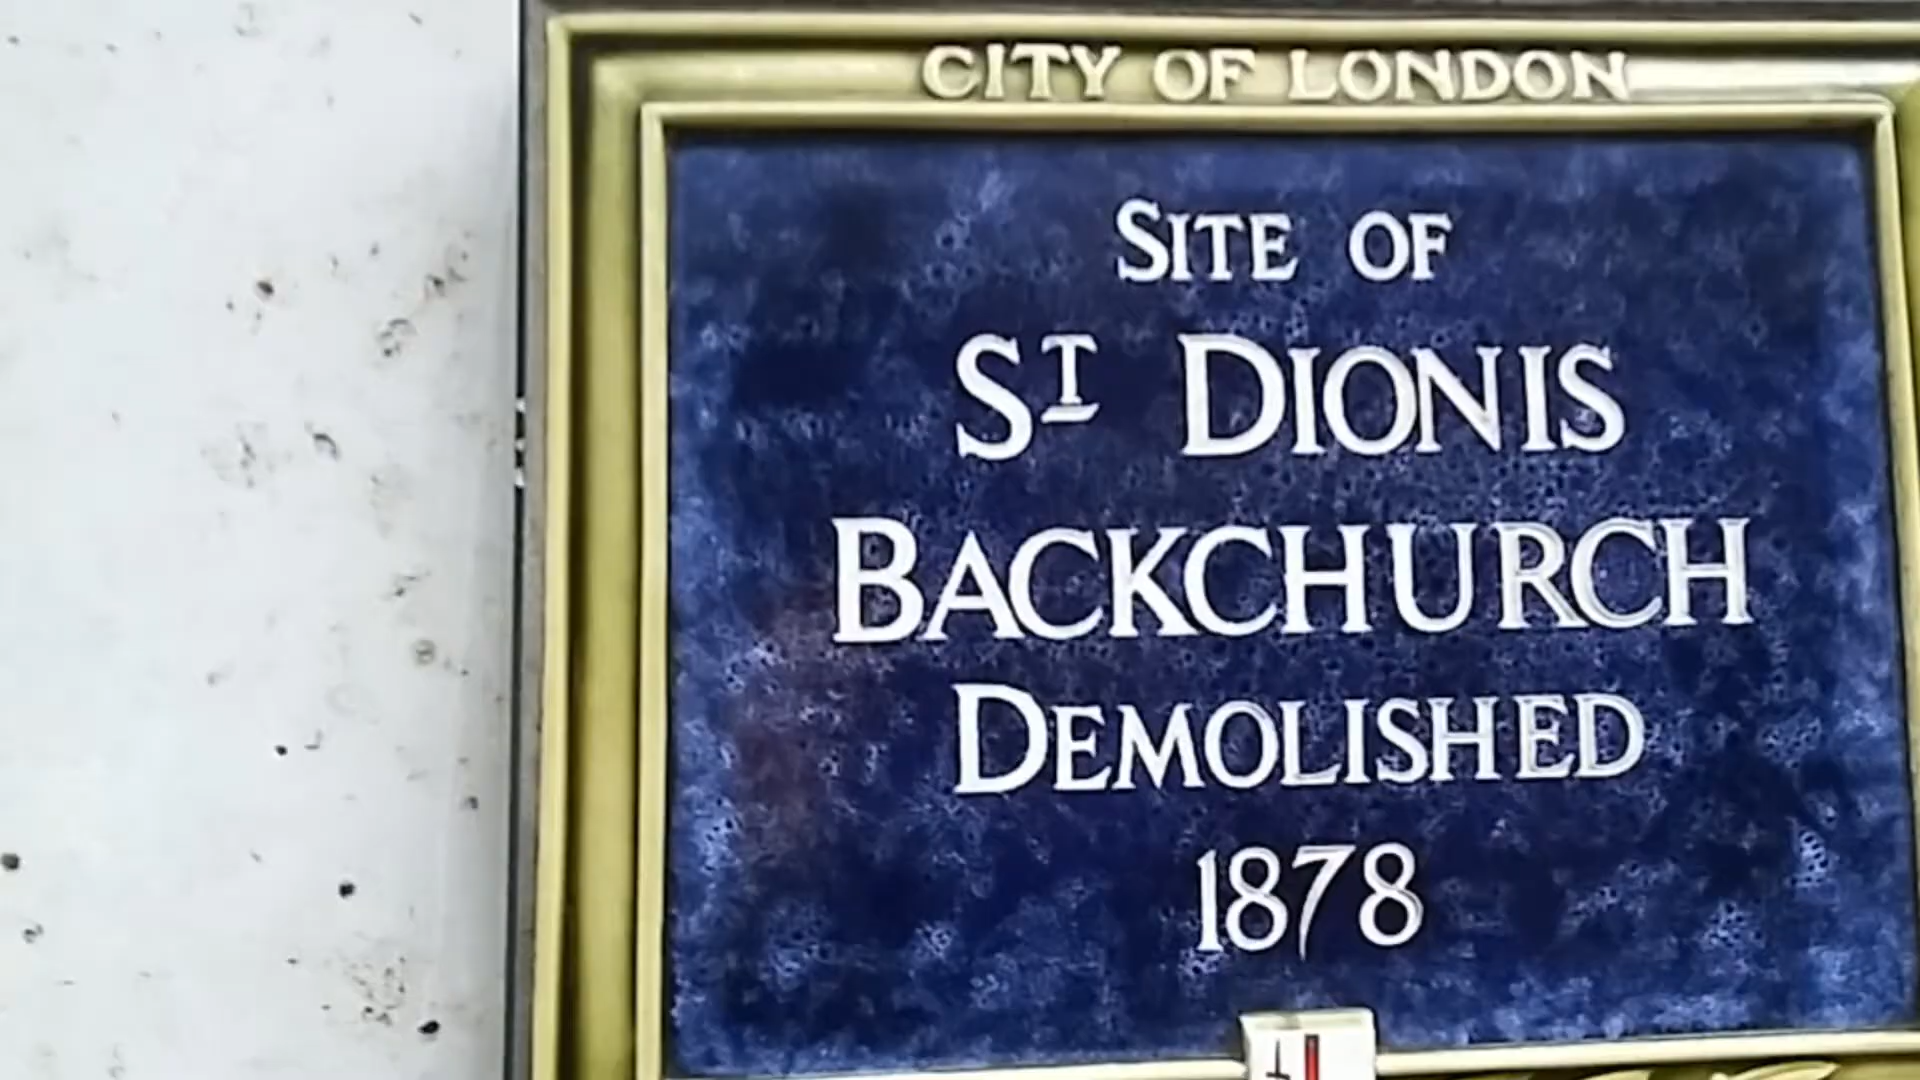 CITY OF LONDON
SITE OF
ST DIONIS
BACKCHURCH
DEMOLISHED
1878